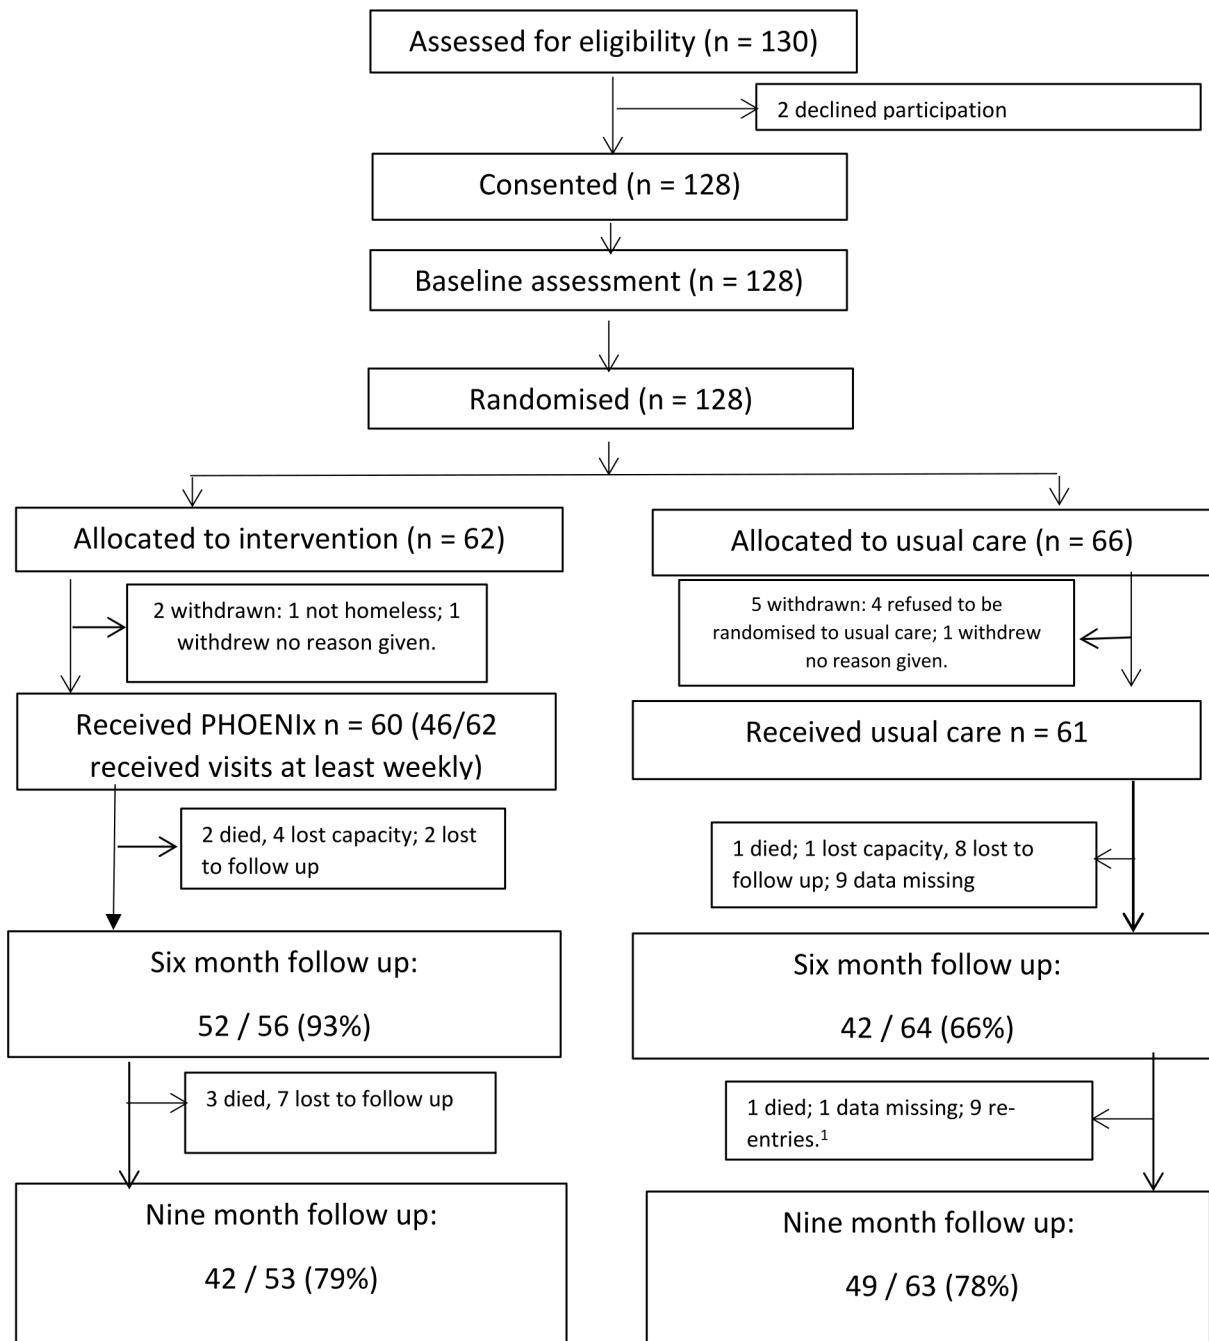 Assessed for eligibility (n = 130)
2 declined participation
Consented (n = 128)
Baseline assessment (n = 128)
Randomised (n = 128)
Allocated to intervention (n = 62)
Allocated to usual care (n = 66)
2 withdrawn: 1 not homeless; 1
withdrew no reason given.
5 withdrawn: 4 refused to be
randomised to usual care; 1 withdrew
no reason given.
Received PHOENIx n = 60 (46/62
received visits at least weekly)
Received usual care n = 61
2 died, 4 lost capacity; 2 lost
to follow up
1 died; 1 lost capacity, 8 lost to
follow up; 9 data missing
Six month follow up:
52 / 56 (93%)
Six month follow up:
42 / 64 (66%)
3 died, 7 lost to follow up
1 died; 1 data missing; 9 re-
entries.¹
Nine month follow up:
42 / 53 (79%)
Nine month follow up:
49 / 63 (78%)